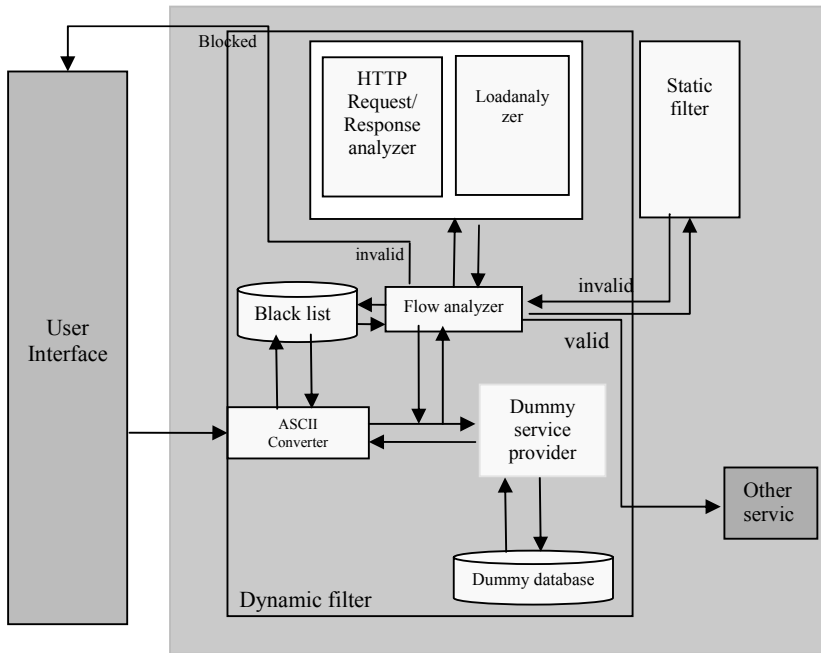 Blocked
HTTP
Request/
Response
analyzer
Loadanaly
zer
Static
filter
invalid
invalid
Black list
Flow analyzer
valid
User
Interface
ASCII
Converter
Dummy
service
provider
Other
servic
Dummy database
Dynamic filter